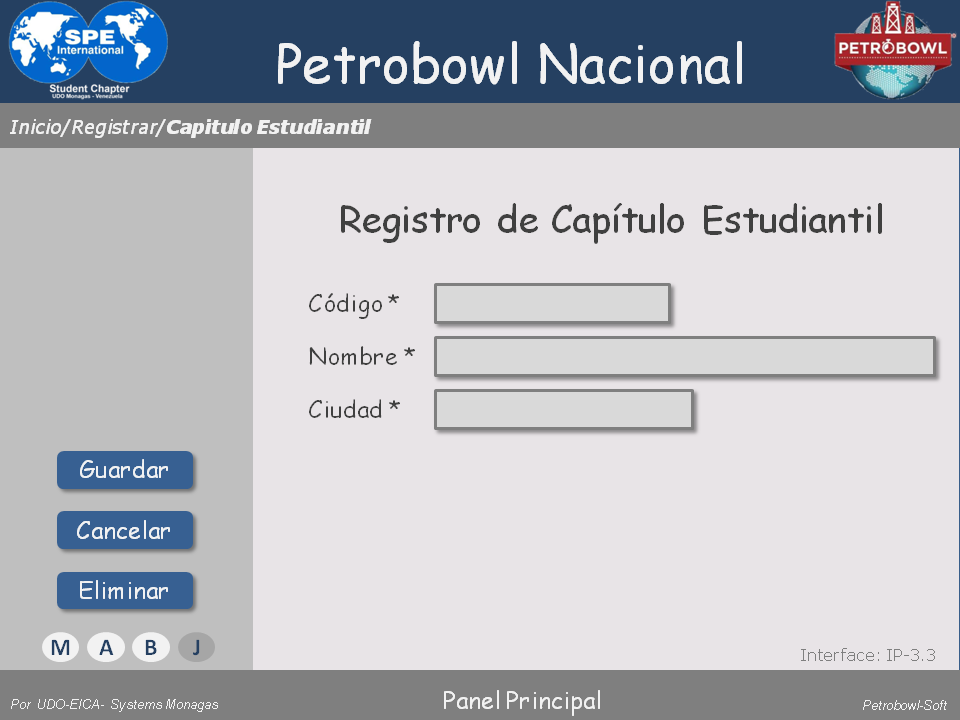 SPE
International
Student Chapter
UDO Monagas - Venezuela
Petrobowl Nacional
PETROBOWL
Inicio/Registrar/Capitulo Estudiantil
Registro de Capítulo Estudiantil
Código *
Nombre *
Ciudad *
Guardar
Cancelar
Eliminar
M A B J
Interface: IP-3.3
Por UDO-EICA- Systems Monagas
Panel Principal
Petrobowl-Soft